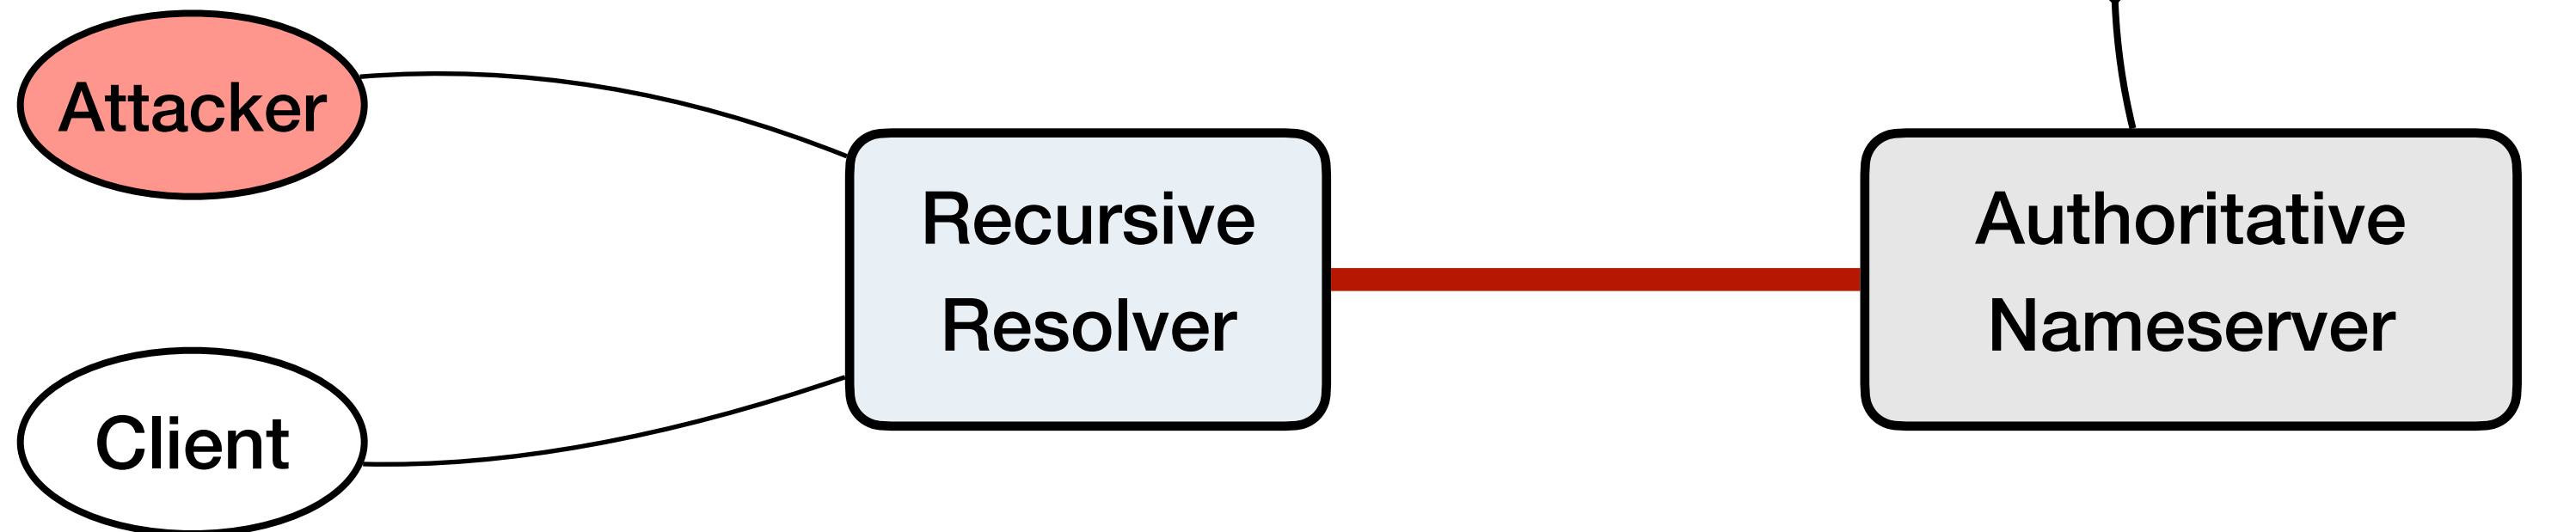 Attacker
Client
Recursive
Resolver
Authoritative
Nameserver